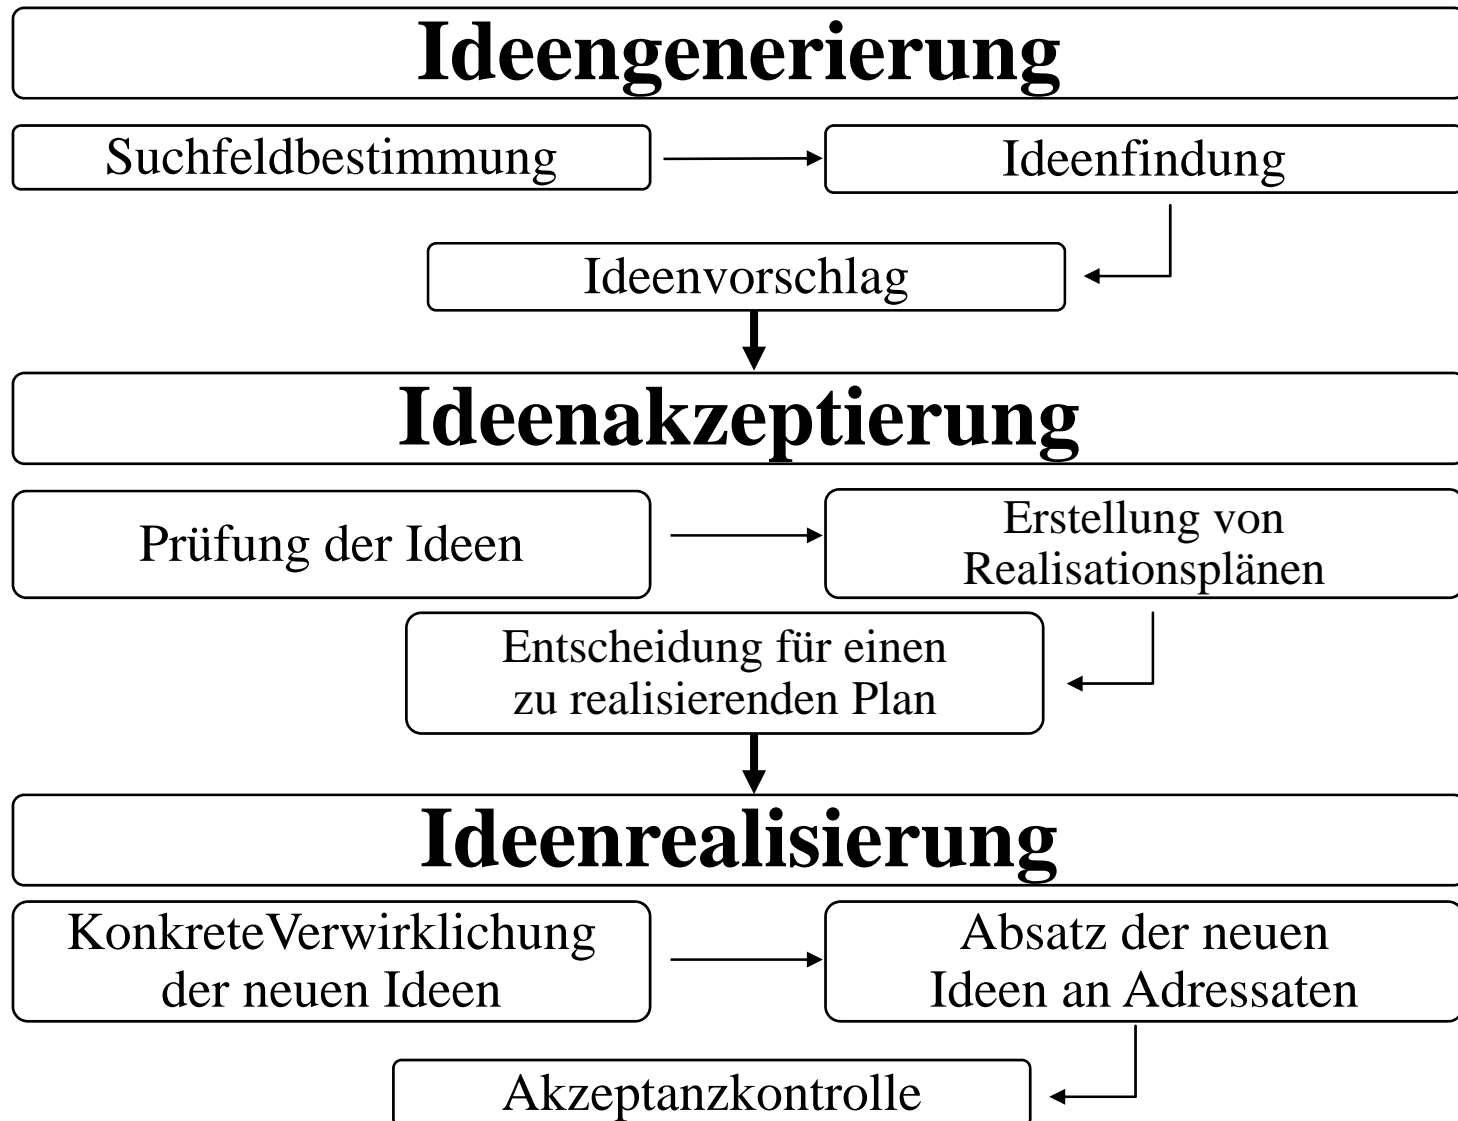 Ideengenerierung
Suchfeldbestimmung
Ideenfindung
Ideenvorschlag
Ideenakzeptierung
Prüfung der Ideen
Erstellung von
Realisationsplänen
Entscheidung für einen
zu realisierenden Plan
Ideenrealisierung
KonkreteVerwirklichung
der neuen Ideen
Absatz der neuen
Ideen an Adressaten
Akzeptanzkontrolle